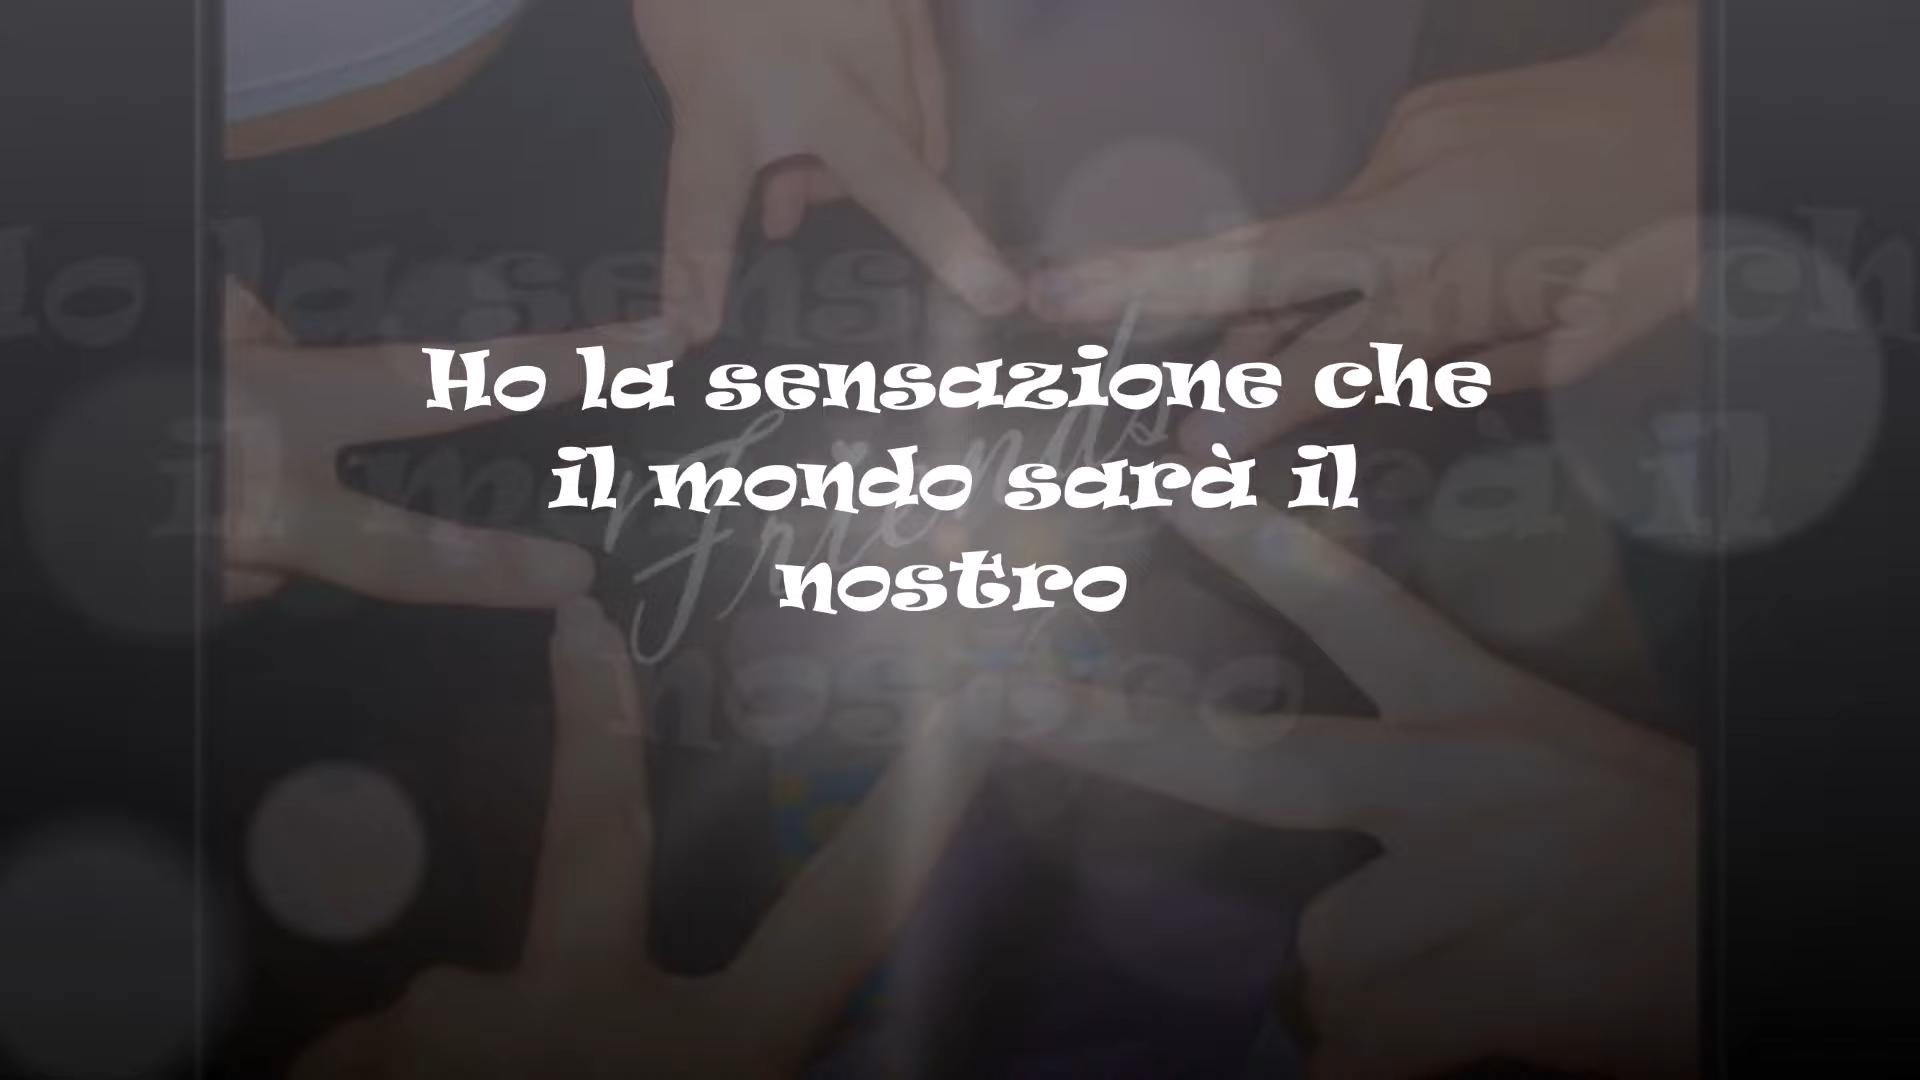 Ho la sensazione che
il mondo sarà il
nostro
Friends